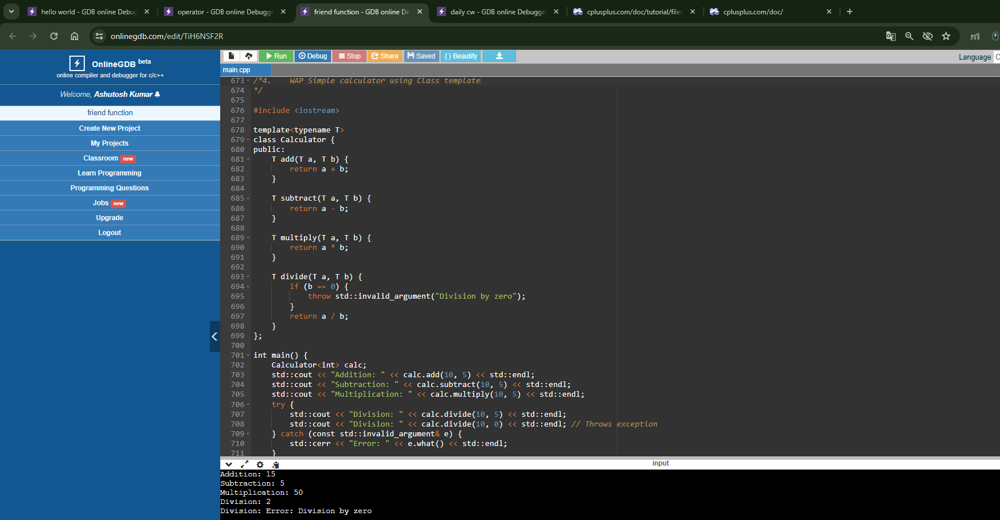 hello world - GDB online Debug
operator - GDB online Debugge
friend function - GDB online De
daily cw - GDB online Debugge
cplusplus.com/doc/tutorial/files
cplusplus.com/doc/
onlinegdb.com/edit/TiH6NSF2R
OnlineGDB beta
online compiler and debugger for c/c++
Welcome, Ashutosh Kumar
friend function
Create New Project
My Projects
Classroom new
Learn Programming
Programming Questions
Jobs new
Upgrade
Logout
Run Debug Stop Share Saved {} Beautify
Language C
main.cpp
673 /*4.    WAP Simple calculator using Class template
674 */
675
676 #include <iostream>
677
678 template<typename T>
679 class Calculator {
680 public:
681     T add(T a, T b) {
682         return a + b;
683     }
684
685     T subtract(T a, T b) {
686         return a - b;
687     }
688
689     T multiply(T a, T b) {
690         return a * b;
691     }
692
693     T divide(T a, T b) {
694         if (b == 0) {
695             throw std::invalid_argument("Division by zero");
696         }
697         return a / b;
698     }
699 };
700
701 int main() {
702     Calculator<int> calc;
703     std::cout << "Addition: " << calc.add(10, 5) << std::endl;
704     std::cout << "Subtraction: " << calc.subtract(10, 5) << std::endl;
705     std::cout << "Multiplication: " << calc.multiply(10, 5) << std::endl;
706     try {
707         std::cout << "Division: " << calc.divide(10, 5) << std::endl;
708         std::cout << "Division: " << calc.divide(10, 0) << std::endl; // Throws exception
709     } catch (const std::invalid_argument& e) {
710         std::cerr << "Error: " << e.what() << std::endl;
711     }
input
Addition: 15
Subtraction: 5
Multiplication: 50
Division: 2
Division: Error: Division by zero